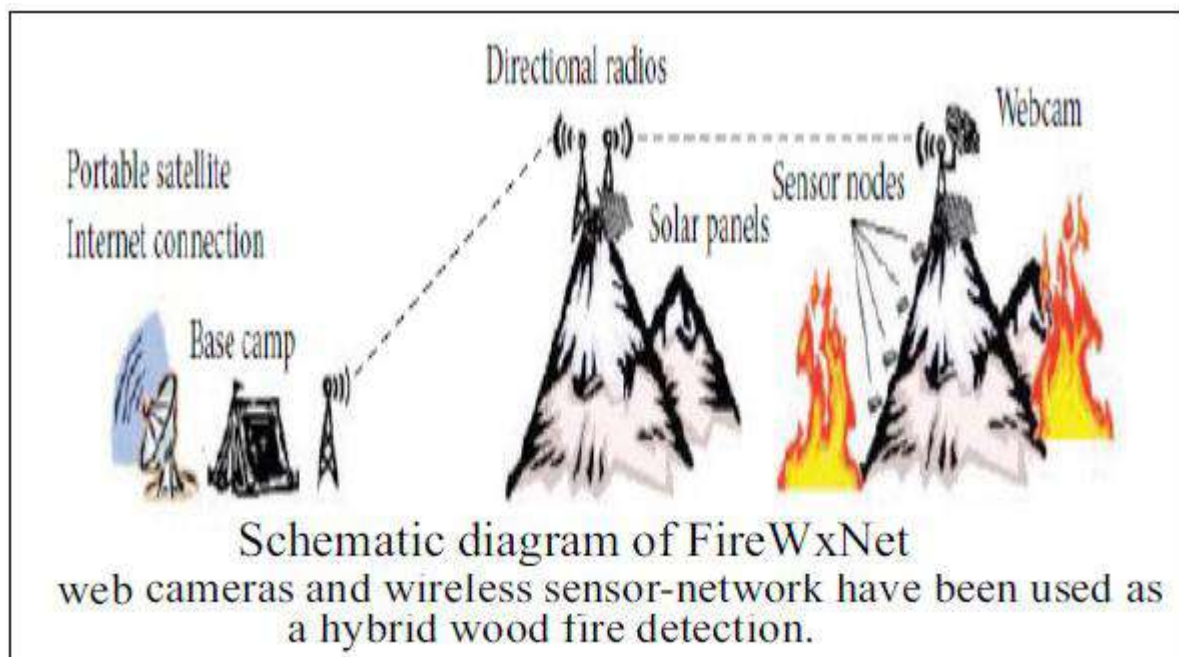 Directional radios
Webcam
Portable satellite
Internet connection
Sensor nodes
Solar panels
Base camp
Schematic diagram of FireWxNet
web cameras and wireless sensor-network have been used as
a hybrid wood fire detection.